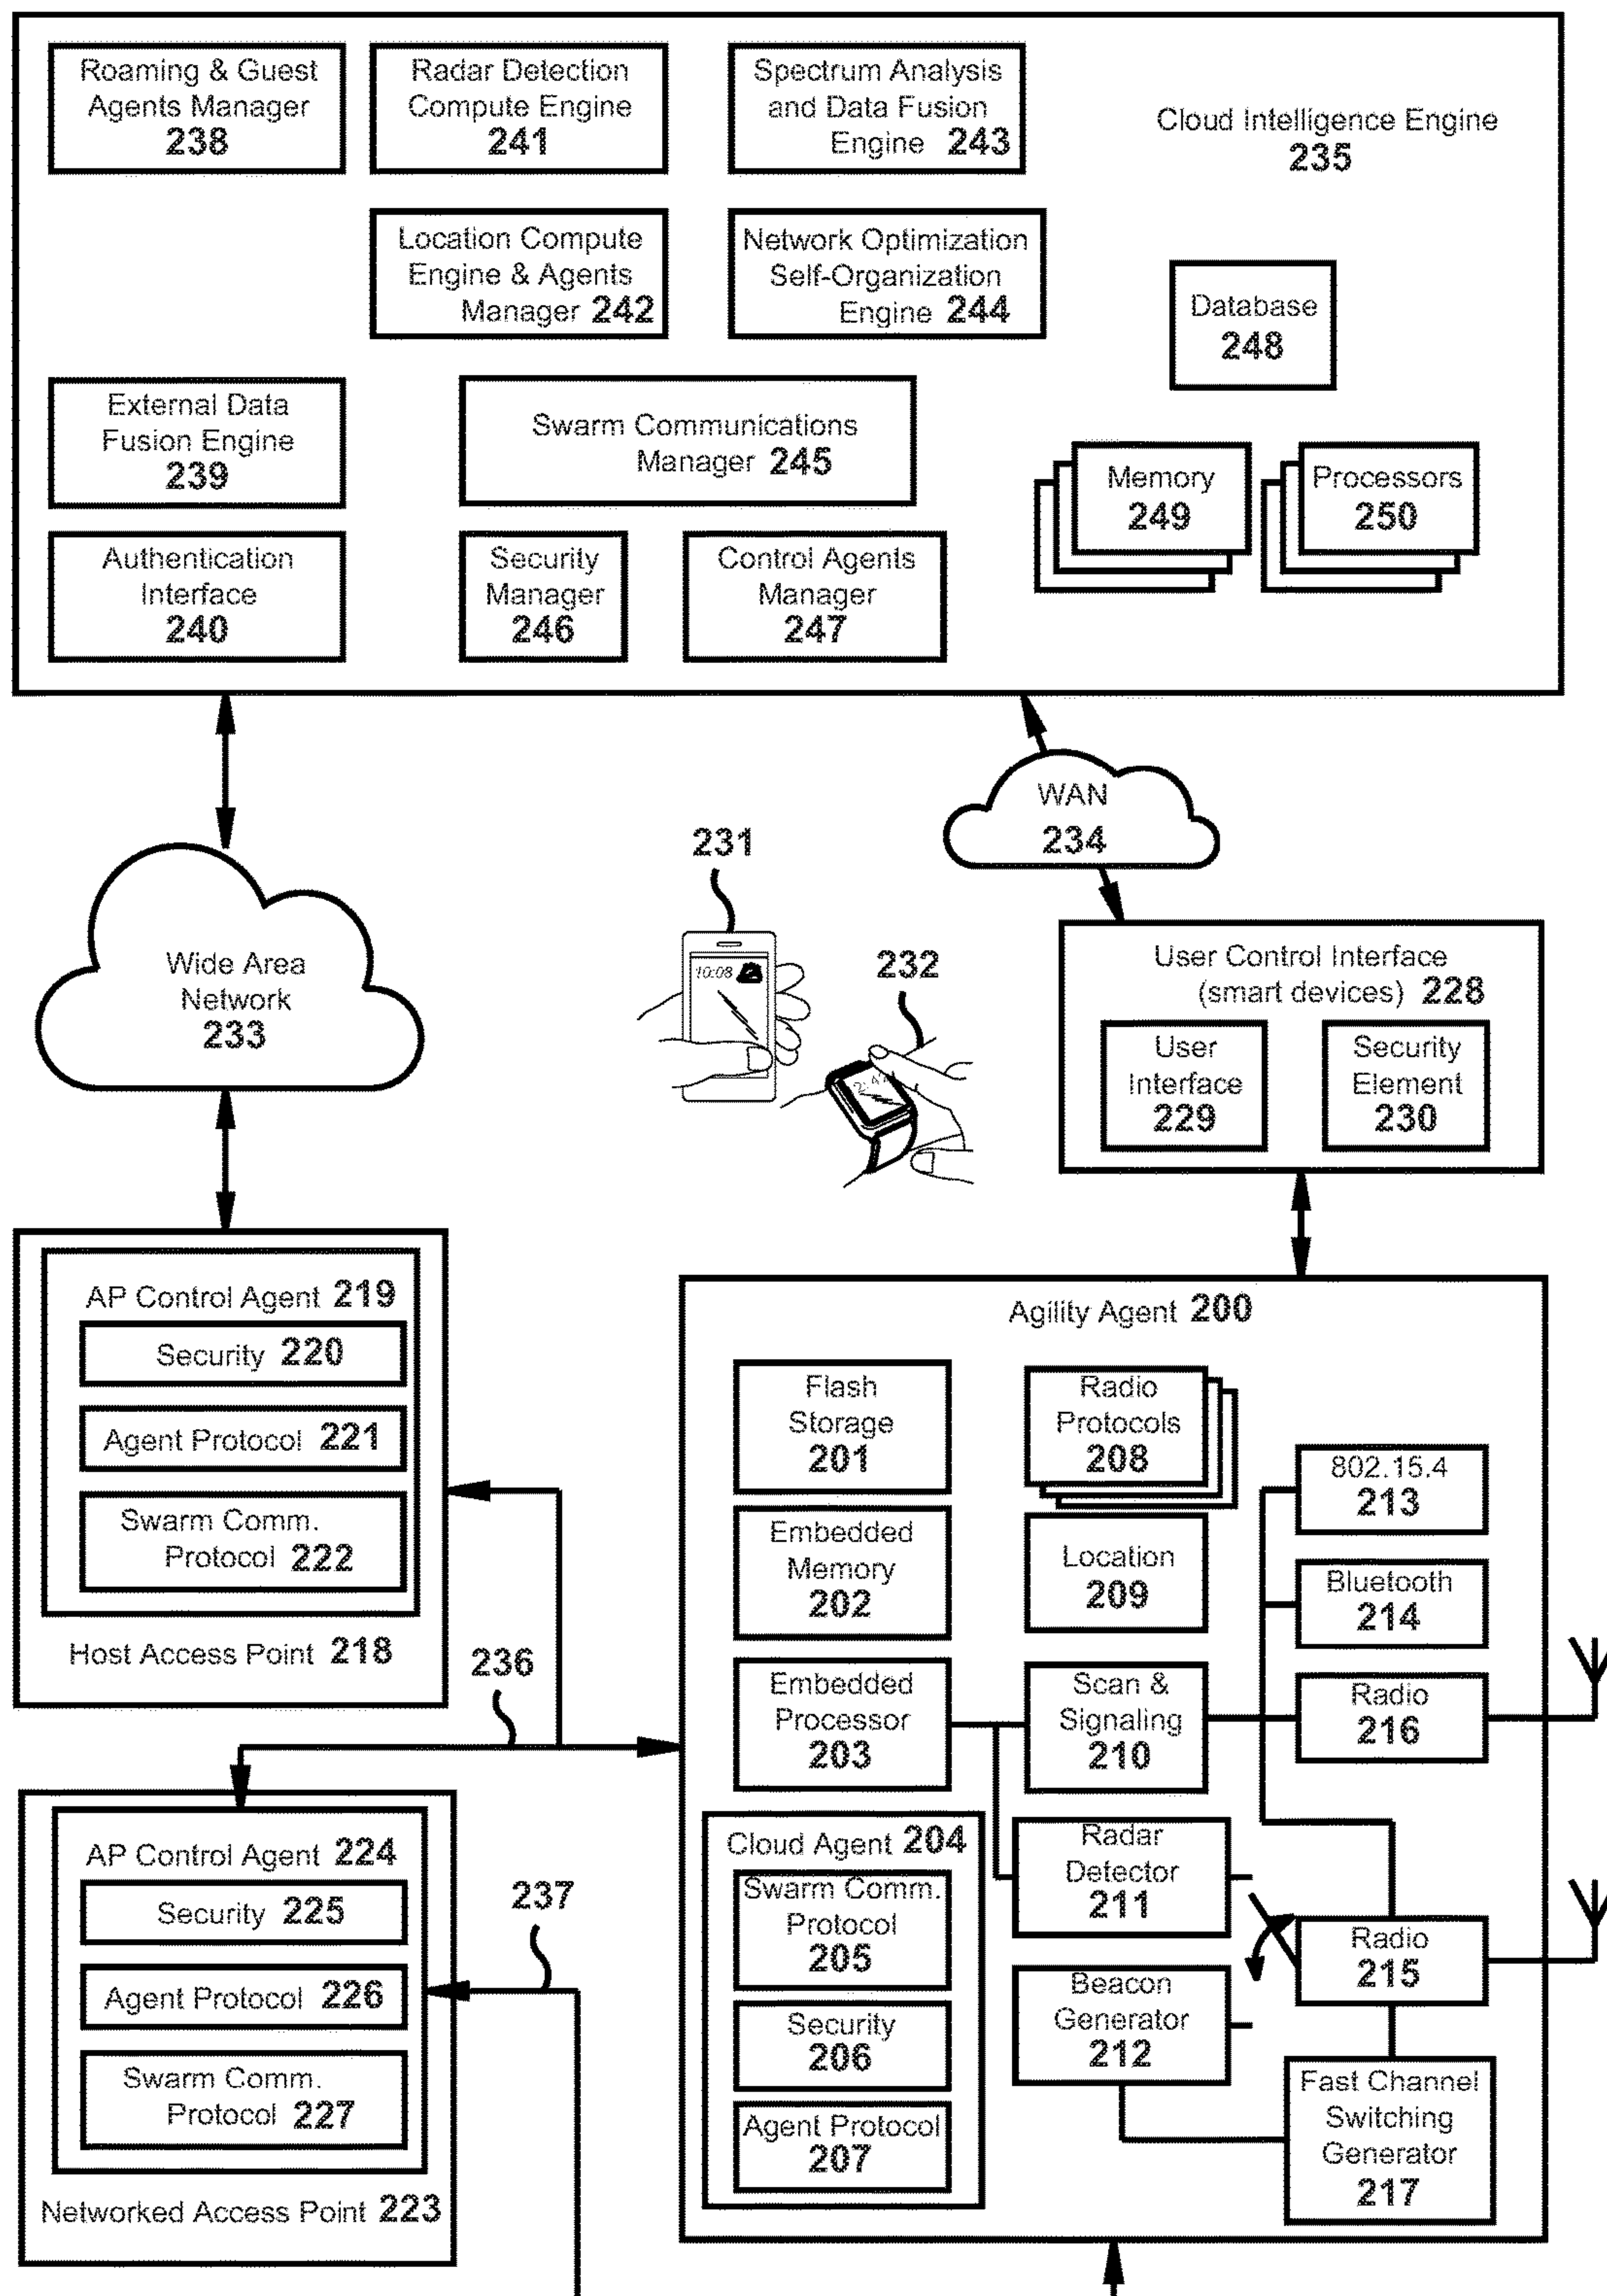 Roaming & Guest
Agents Manager
238
Radar Detection
Compute Engine
241
Spectrum Analysis
and Data Fusion
Engine 243
Cloud Intelligence Engine
235
Location Compute
Engine & Agents
Manager 242
Network Optimization
Self-Organization
Engine 244
Database
248
External Data
Fusion Engine
239
Swarm Communications
Manager 245
Memory
249
Processors
250
Authentication
Interface
240
Security
Manager
246
Control Agents
Manager
247
WAN
234
231
10:08
232
Wide Area
Network
233
User Control Interface
(smart devices) 228
User
Interface
229
Security
Element
230
AP Control Agent 219
Security 220
Agent Protocol 221
Swarm Comm.
Protocol 222
Host Access Point 218
236
Agility Agent 200
Flash
Storage
201
Radio
Protocols
208
802.15.4
213
Embedded
Memory
202
Location
209
Bluetooth
214
Embedded
Processor
203
Scan &
Signaling
210
Radio
216
AP Control Agent 224
Security 225
Agent Protocol 226
Swarm Comm.
Protocol 227
Networked Access Point 223
237
Cloud Agent 204
Swarm Comm.
Protocol
205
Security
206
Agent Protocol
207
Radar
Detector
211
Radio
215
Beacon
Generator
212
Fast Channel
Switching
Generator
217